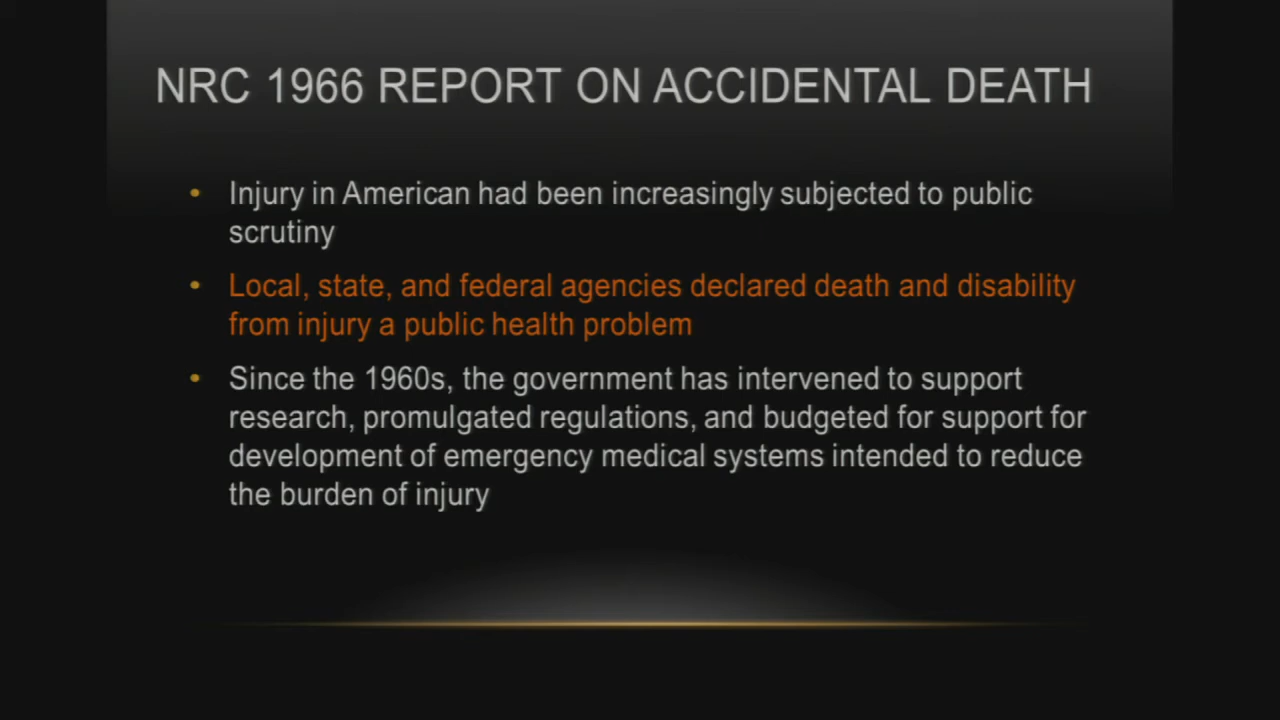 NRC 1966 REPORT ON ACCIDENTAL DEATH
• Injury in American had been increasingly subjected to public
scrutiny
• Local, state, and federal agencies declared death and disability
from injury a public health problem
• Since the 1960s, the government has intervened to support
research, promulgated regulations, and budgeted for support for
development of emergency medical systems intended to reduce
the burden of injury